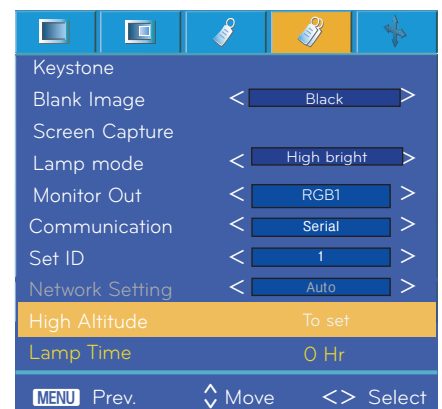 Keystone
Blank Image < Black >
Screen Capture
Lamp mode < High bright >
Monitor Out < RGB1 >
Communication < Serial >
Set ID < 1 >
Network Setting < Auto >
High Altitude To set
Lamp Time 0 Hr
MENU Prev. Move <> Select